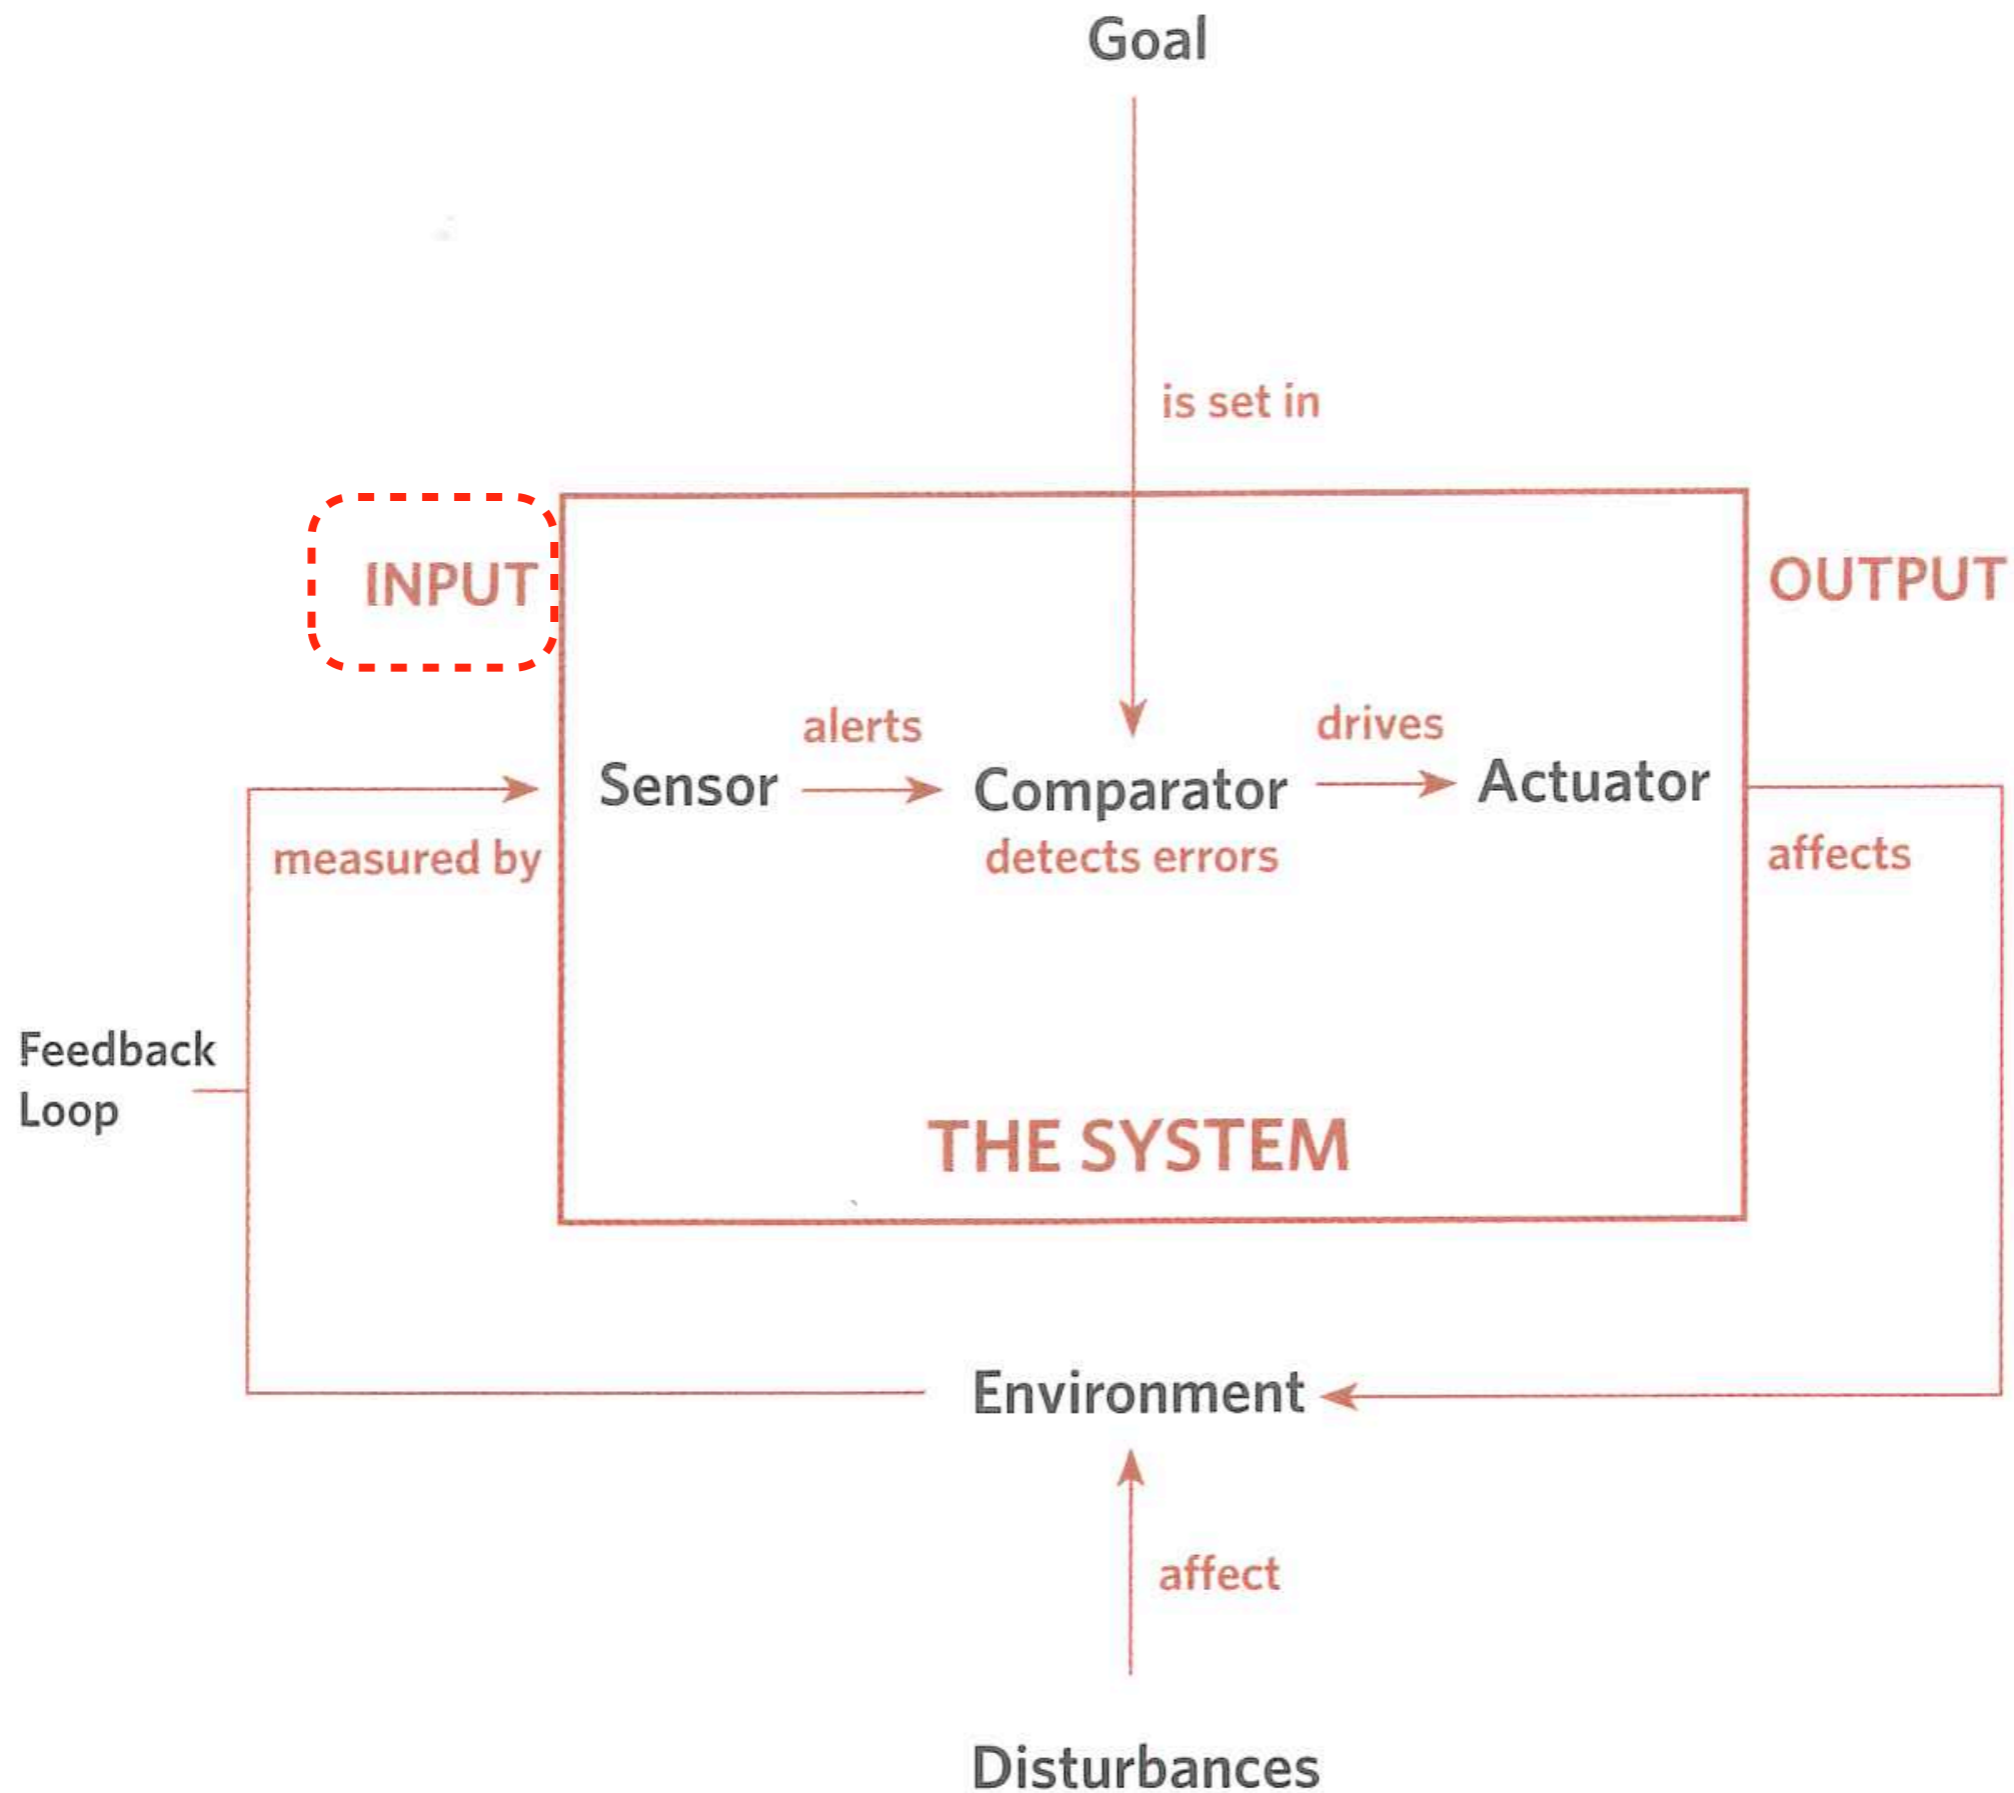 Goal
is set in
INPUT
OUTPUT
alerts
drives
Sensor
Comparator
Actuator
measured by
detects errors
affects
Feedback
Loop
THE SYSTEM
Environment
affect
Disturbances